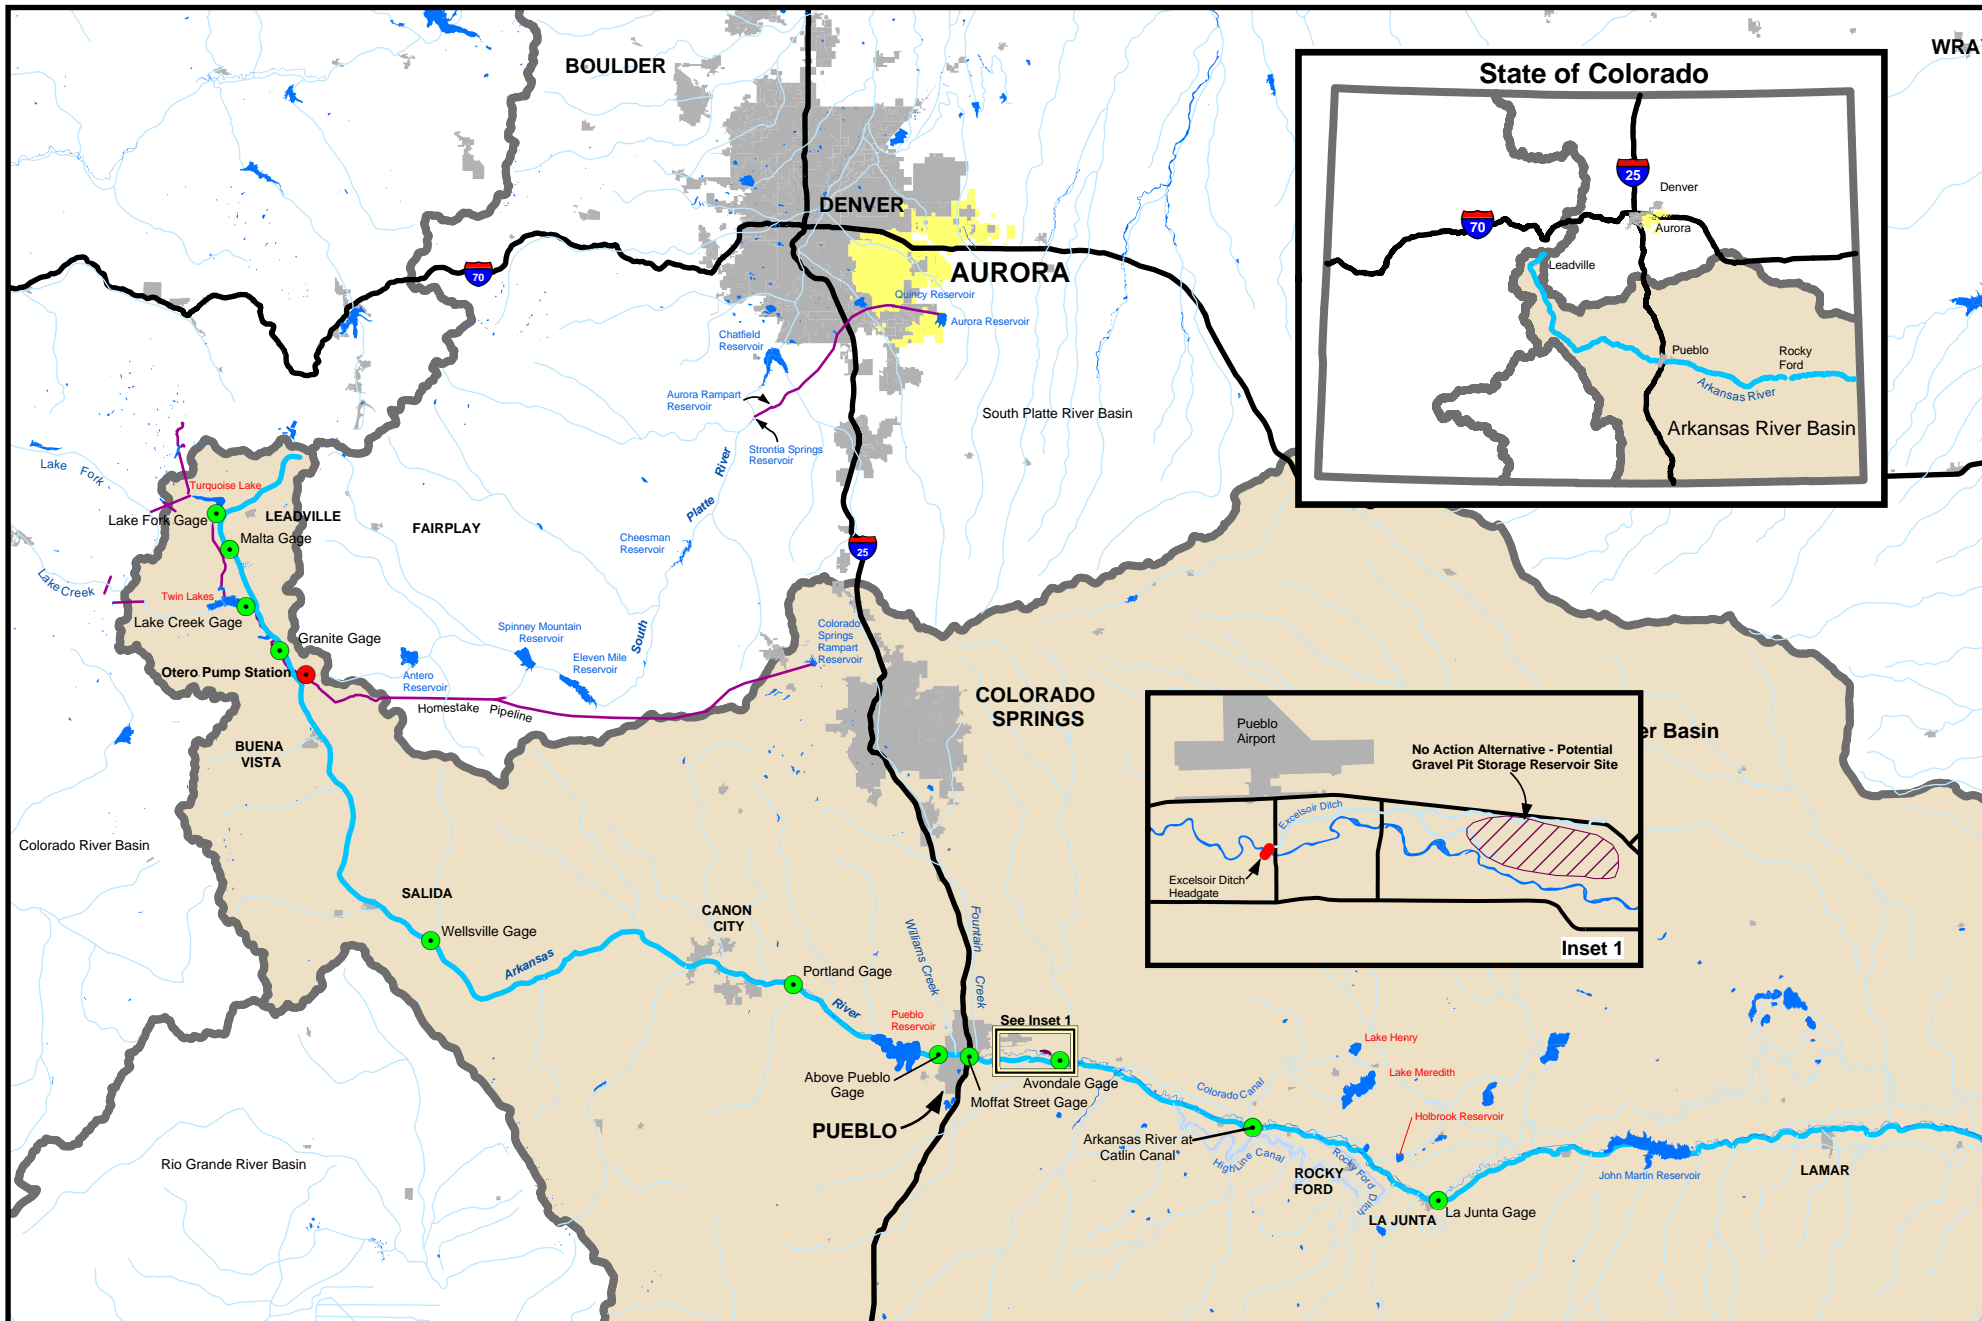 BOULDER
WRA
State of Colorado
25
Denver
70
Aurora
Leadville
Pueblo
Rocky
Ford
Arkansas River
Arkansas River Basin
DENVER
70
AURORA
Quincy Reservoir
Aurora Reservoir
Chatfield
Reservoir
Aurora Rampart
Reservoir
South Platte River Basin
Strontia Springs
Reservoir
South Platte River
Lake Fork
Turquoise Lake
Lake Fork Gage
LEADVILLE
FAIRPLAY
Malta Gage
Cheesman
Reservoir
25
Lake Creek
Twin Lakes
Lake Creek Gage
Granite Gage
Otero Pump Station
Spinney Mountain
Reservoir
Eleven Mile
Reservoir
Antero
Reservoir
Colorado
Springs
Rampart
Reservoir
Homestake Pipeline
COLORADO
SPRINGS
BUENA
VISTA
Pueblo
Airport
No Action Alternative - Potential
Gravel Pit Storage Reservoir Site
er Basin
Excelsoir Ditch
Excelsoir Ditch
Headgate
Inset 1
Colorado River Basin
SALIDA
Wellsville Gage
CANON
CITY
Arkansas River
Portland Gage
Williams Creek
Fountain Creek
Pueblo
Reservoir
See Inset 1
Lake Henry
Lake Meredith
Above Pueblo
Gage
Avondale Gage
Moffat Street Gage
Colorado Canal
Holbrook Reservoir
PUEBLO
Arkansas River at
Catlin Canal
HighLine Canal
Rocky Ford Ditch
ROCKY
FORD
John Martin Reservoir
LAMAR
Rio Grande River Basin
LA JUNTA
La Junta Gage